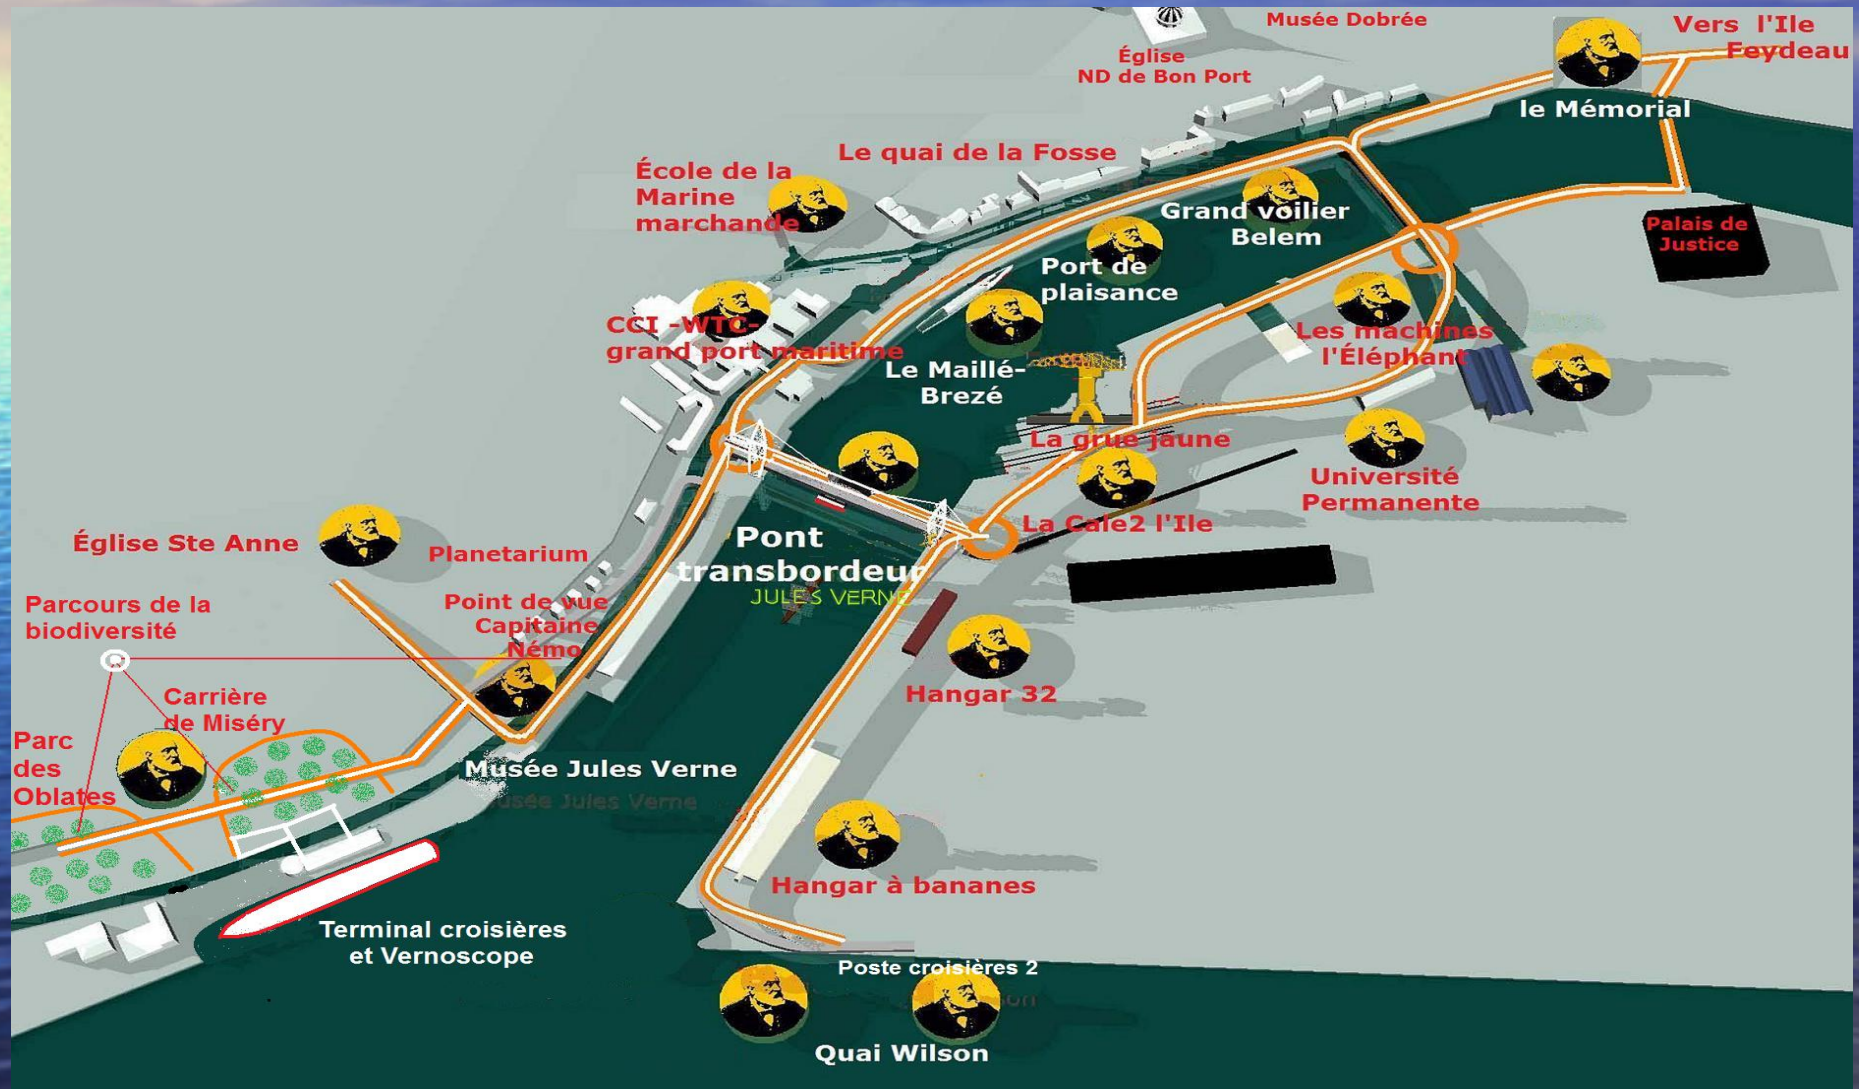 Musée Dobrée
Vers l'Ile
Feydeau
Église
ND de Bon Port
le Mémorial
Le quai de la Fosse
École de la
Marine
marchande
Grand voilier
Belem
Palais de
Justice
Port de
plaisance
CCI -WTC-
grand port maritime
Les machines
l'Éléphant
Le Maillé-
Brezé
La grue jaune
Université
Permanente
La Cale2 l'Ile
Église Ste Anne
Planetarium
Pont
transbordeur
JULES VERNE
Parcours de la
biodiversité
Point de vue
Capitaine
Némo
Hangar 32
Carrière
de Miséry
Parc
des
Oblates
Musée Jules Verne
Musée Jules Verne
Hangar à bananes
Terminal croisières
et Vernoscope
Poste croisières 2
Quai Wilson